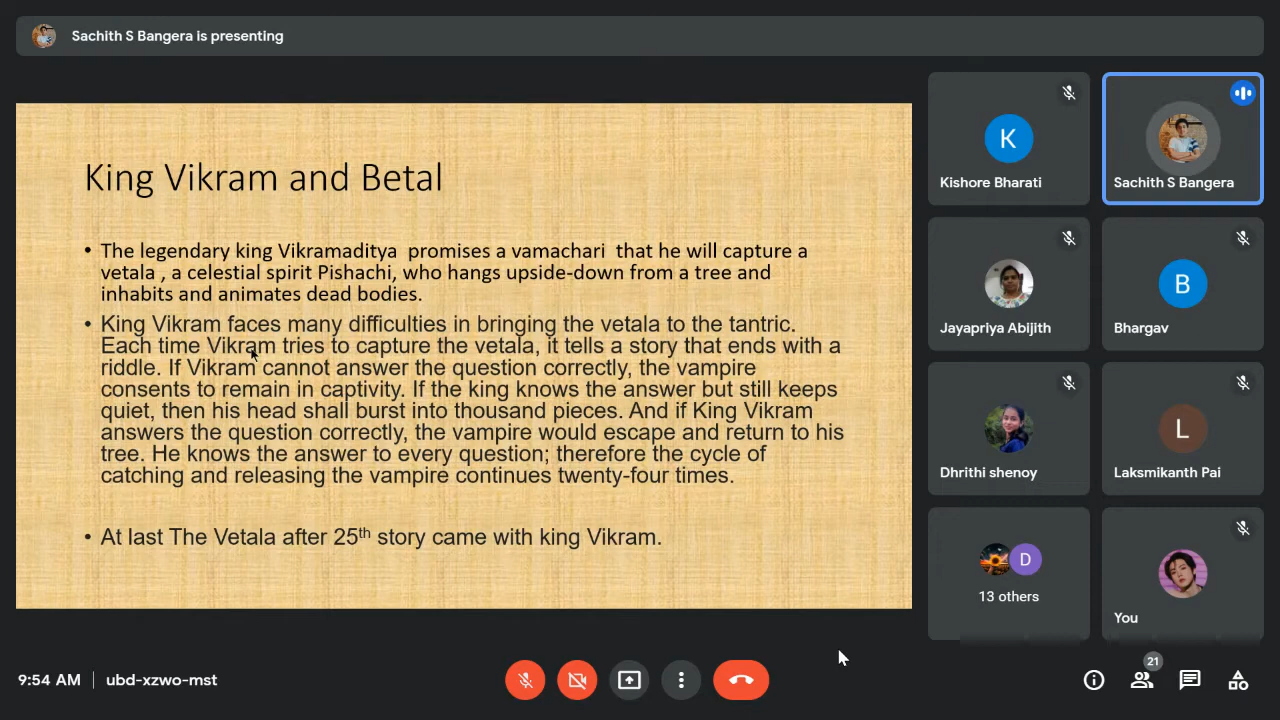 Sachith S Bangera is presenting
King Vikram and Betal
• The legendary king Vikramaditya promises a vamachari that he will capture a
vetala , a celestial spirit Pishachi, who hangs upside-down from a tree and
inhabits and animates dead bodies.
• King Vikram faces many difficulties in bringing the vetala to the tantric.
Each time Vikram tries to capture the vetala, it tells a story that ends with a
riddle. If Vikram cannot answer the question correctly, the vampire
consents to remain in captivity. If the king knows the answer but still keeps
quiet, then his head shall burst into thousand pieces. And if King Vikram
answers the question correctly, the vampire would escape and return to his
tree. He knows the answer to every question; therefore the cycle of
catching and releasing the vampire continues twenty-four times.
• At last The Vetala after 25th story came with king Vikram.
K
Kishore Bharati
Sachith S Bangera
Jayapriya Abijith
B
Bhargav
Dhrithi shenoy
L
Laksmikanth Pai
D
13 others
You
9:54 AM | ubd-xzwo-mst
21